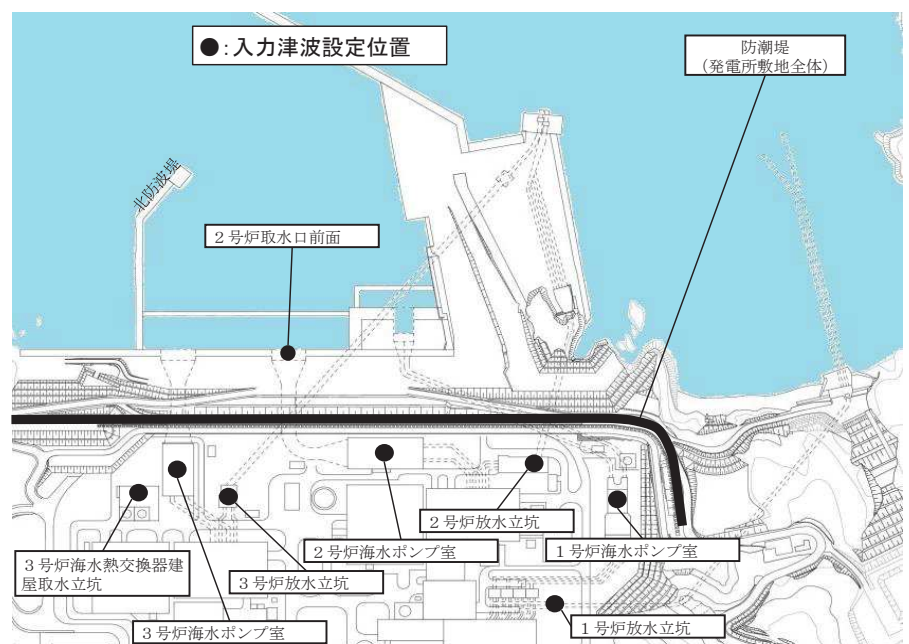 ●:入力津波設定位置
防潮堤
(発電所敷地全体)
北防波堤
2号炉取水口前面
2号炉放水立坑
2号炉海水ポンプ室
1号炉海水ポンプ室
3号炉海水熱交換器建
屋取水立坑
3号炉放水立坑
3号炉海水ポンプ室
1号炉放水立坑